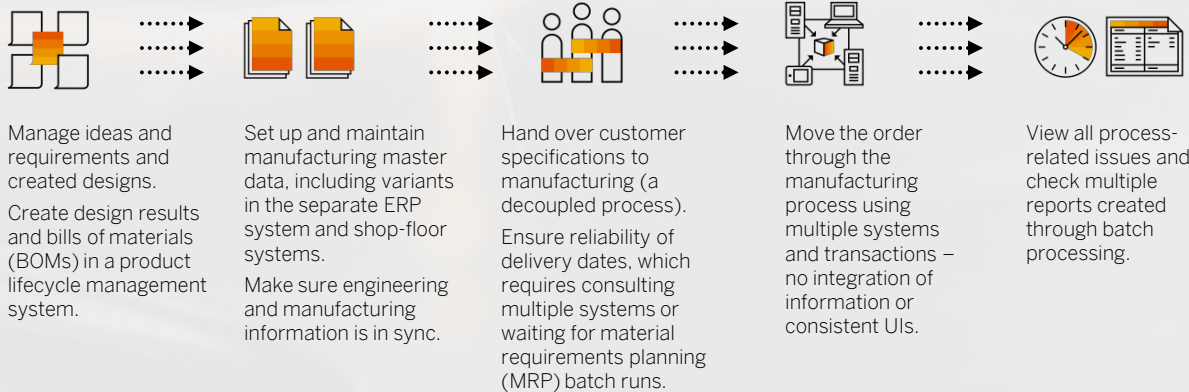 Manage ideas and
requirements and
created designs.
Create design results
and bills of materials
(BOMs) in a product
lifecycle management
system.
Set up and maintain
manufacturing master
data, including variants
in the separate ERP
system and shop-floor
systems.
Make sure engineering
and manufacturing
information is in sync.
Hand over customer
specifications to
manufacturing (a
decoupled process).
Ensure reliability of
delivery dates, which
requires consulting
multiple systems or
waiting for material
requirements planning
(MRP) batch runs.
Move the order
through the
manufacturing
process using
multiple systems
and transactions –
no integration of
information or
consistent UIs.
View all process-
related issues and
check multiple
reports created
through batch
processing.